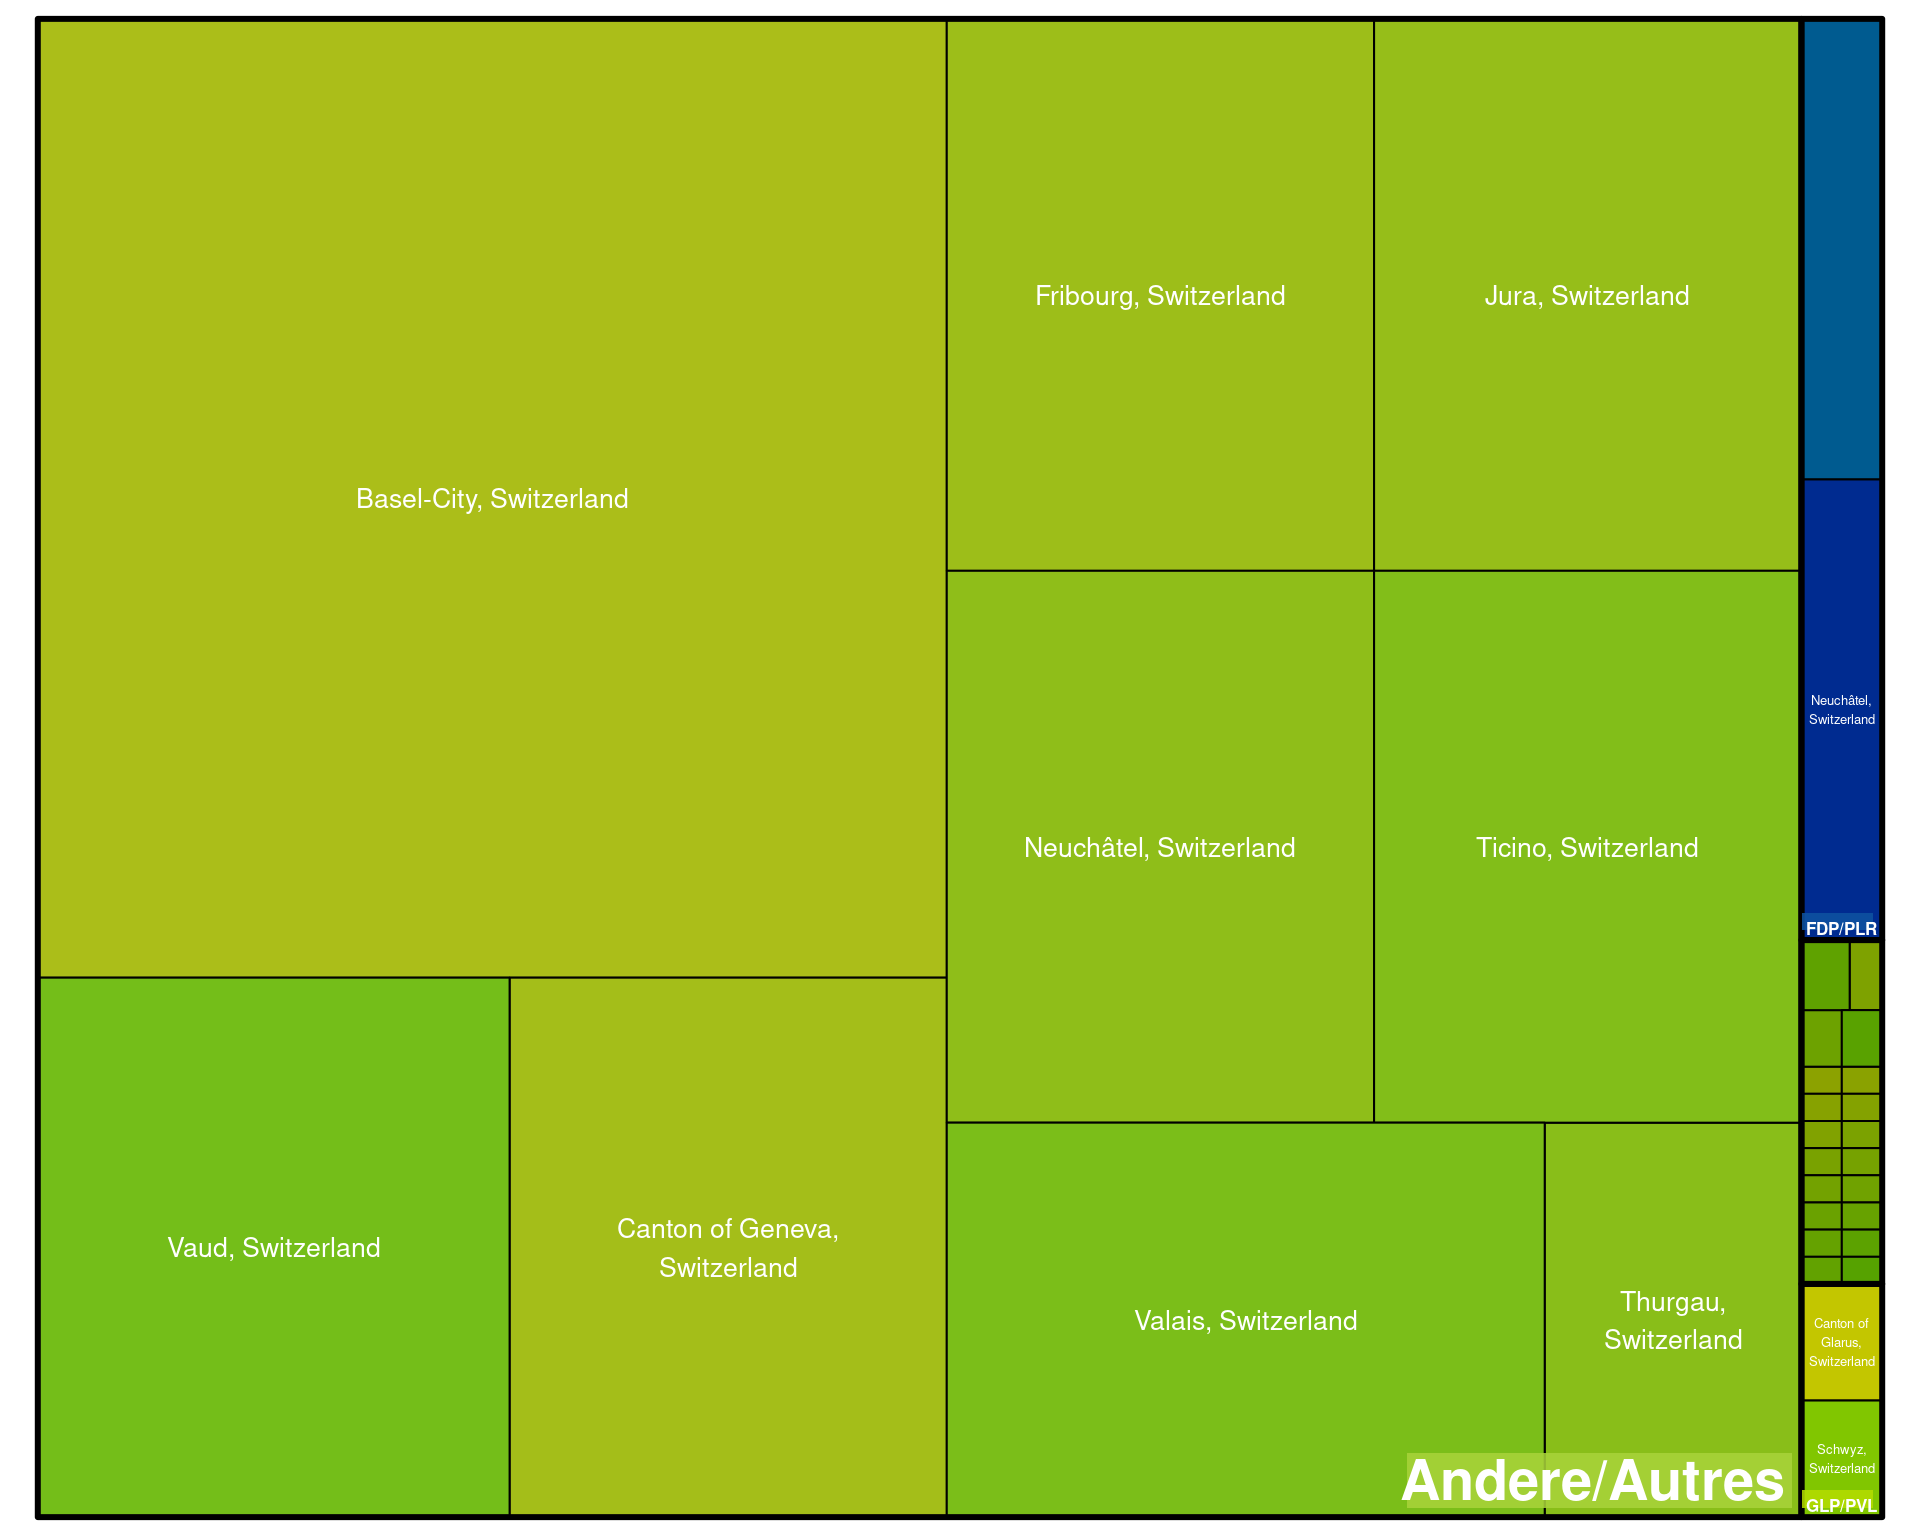 Basel-City, Switzerland
Fribourg, Switzerland
Jura, Switzerland
Neuchâtel, Switzerland
Ticino, Switzerland
Vaud, Switzerland
Canton of Geneva,
Switzerland
Valais, Switzerland
Thurgau,
Switzerland
Andere/Autres
Neuchâtel,
Switzerland
FDP/PLR
Canton of
Glarus,
Switzerland
Schwyz,
Switzerland
GLP/PVL